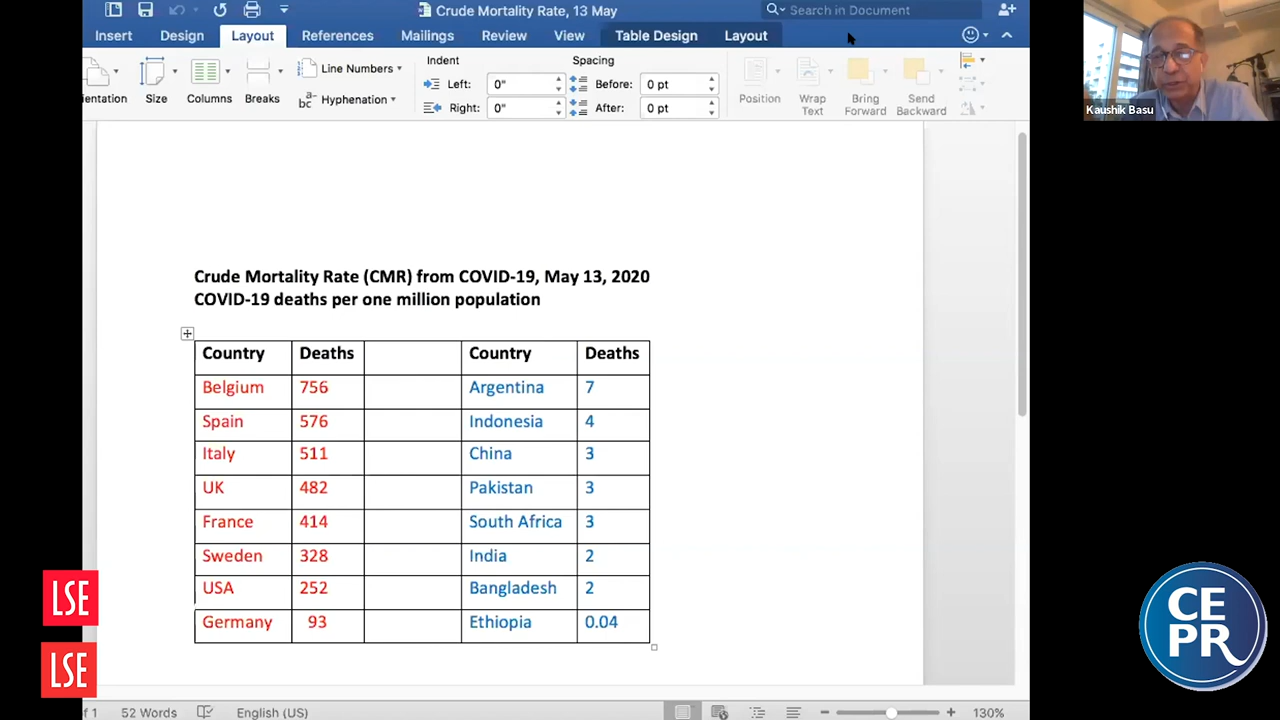 Crude Mortality Rate, 13 May
Search in Document
Insert Design Layout References Mailings Review View Table Design Layout
Indent Spacing
Line Numbers Left: 0" Before: 0 pt
Size Columns Breaks Hyphenation Right: 0" After: 0 pt Position Wrap Text Bring Forward Send Backward
entation
Kaushik Basu
Crude Mortality Rate (CMR) from COVID-19, May 13, 2020
COVID-19 deaths per one million population
Country Deaths Country Deaths
Belgium 756 Argentina 7
Spain 576 Indonesia 4
Italy 511 China 3
UK 482 Pakistan 3
France 414 South Africa 3
Sweden 328 India 2
USA 252 Bangladesh 2
Germany 93 Ethiopia 0.04
LSE
LSE
CE
PR
of 1 52 Words English (US) 130%